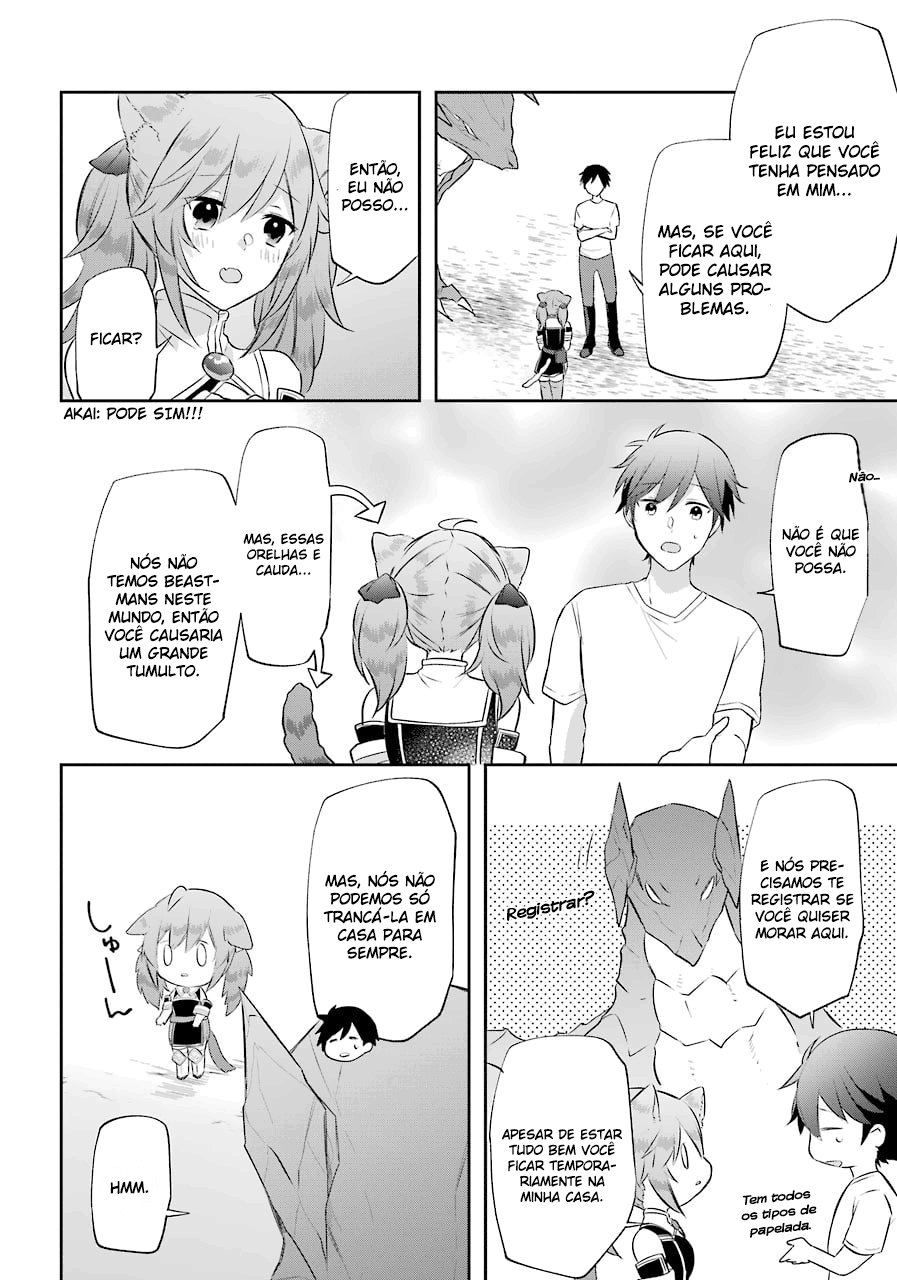 EU ESTOU
FELIZ QUE VOCÊ
TENHA PENSADO
EM MIM...
MAS, SE VOCÊ
FICAR AQUI,
PODE CAUSAR
ALGUNS PRO-
BLEMAS.
ENTÃO,
EU NÃO
POSSO...
FICAR?
AKAI: PODE SIM!!!
Não...
NÃO É QUE
VOCÊ NÃO
POSSA.
MAS, ESSAS
ORELHAS E
CAUDA...
NÓS NÃO
TEMOS BEAST-
MANS NESTE
MUNDO, ENTÃO
VOCÊ CAUSARIA
UM GRANDE
TUMULTO.
E NÓS PRE-
CISAMOS TE
REGISTRAR SE
VOCÊ QUISER
MORAR AQUI.
Registrar?
Tem todos
os tipos de
papelada.
APESAR DE ESTAR
TUDO BEM VOCÊ
FICAR TEMPORA-
RIAMENTE NA
MINHA CASA.
MAS, NÓS NÃO
PODEMOS SÓ
TRANCÁ-LA EM
CASA PARA
SEMPRE.
しゅーん
HMM.